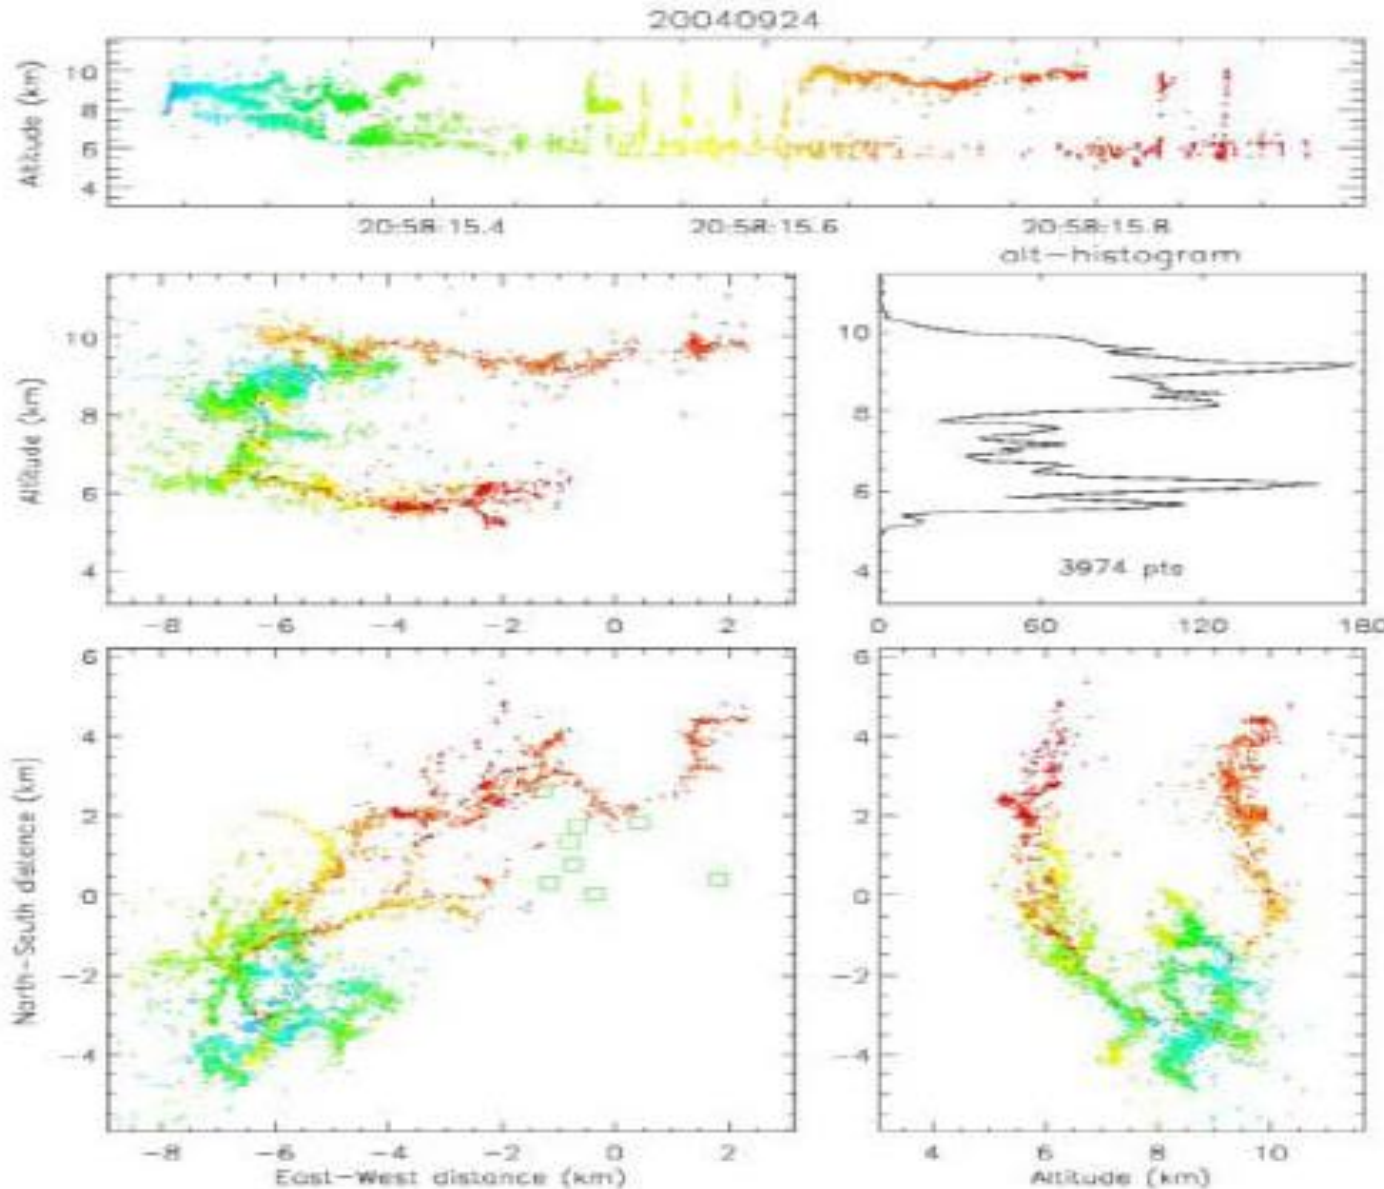 20040924
Altitude (km)
10
8
6
4
20:58:15.4 20:58:15.6 20:58:15.8
alt-histogram
Altitude (km)
10
8
6
4
-8 -6 -4 -2 0 2
10
8
6
4
3974 pts
0 60 120 180
North-South distance (km)
6
4
2
0
-2
-4
-8 -6 -4 -2 0 2
East-West distance (km)
6
4
2
0
-2
-4
4 6 8 10
Altitude (km)